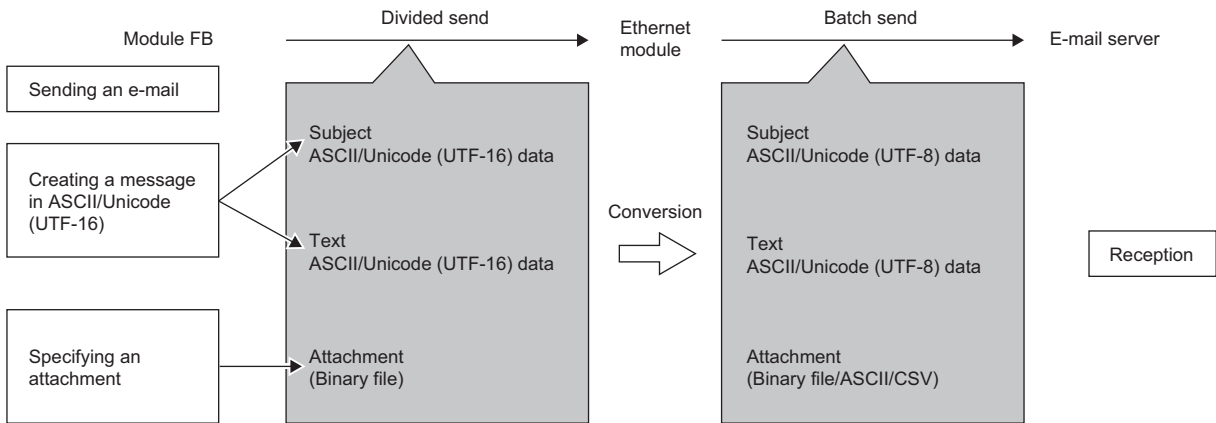 Divided send
Batch send
Module FB
Ethernet
module
E-mail server
Sending an e-mail
Creating a message
in ASCII/Unicode
(UTF-16)
Specifying an
attachment
Subject
ASCII/Unicode (UTF-16) data
Text
ASCII/Unicode (UTF-16) data
Attachment
(Binary file)
Conversion
Subject
ASCII/Unicode (UTF-8) data
Text
ASCII/Unicode (UTF-8) data
Attachment
(Binary file/ASCII/CSV)
Reception